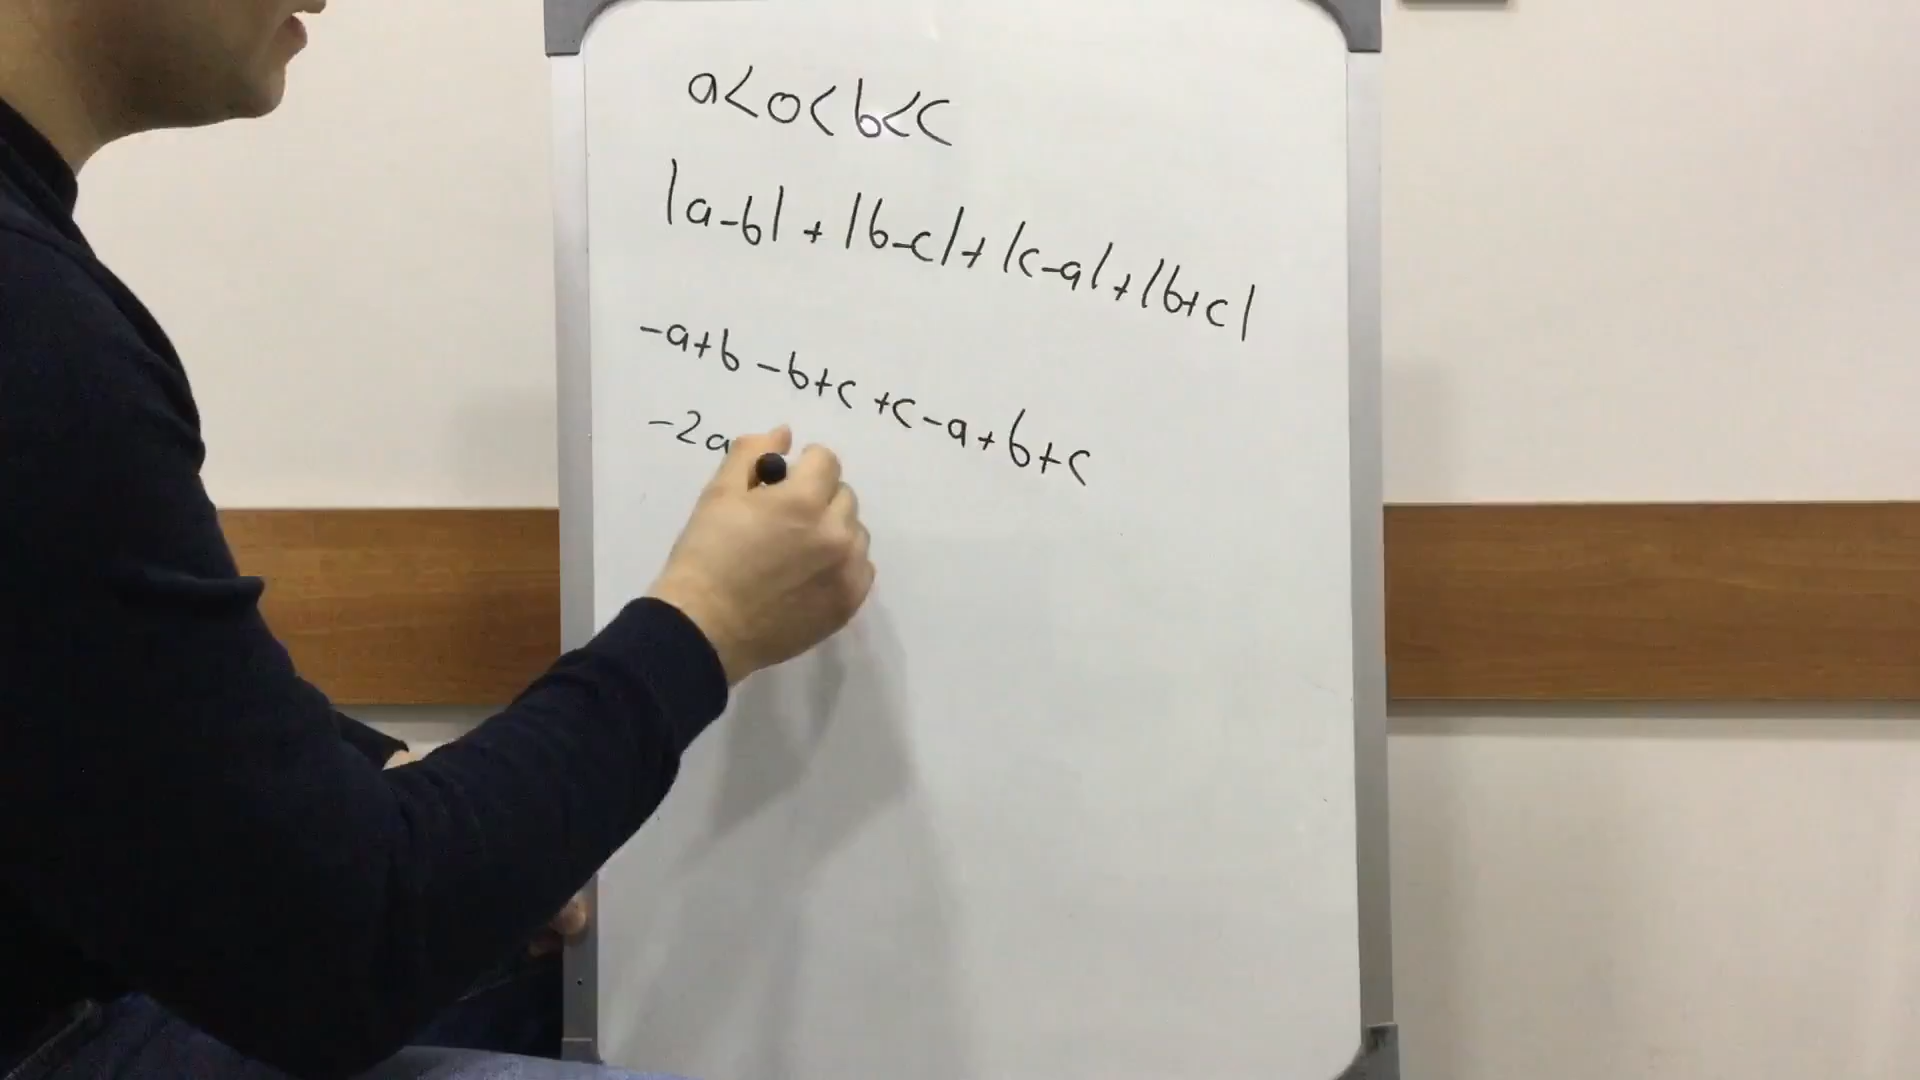 a<0<b<c
|a-b| + |b-c| + |c-a| + |b+c|
-a+b -b+c +c -a + b+c
-2a